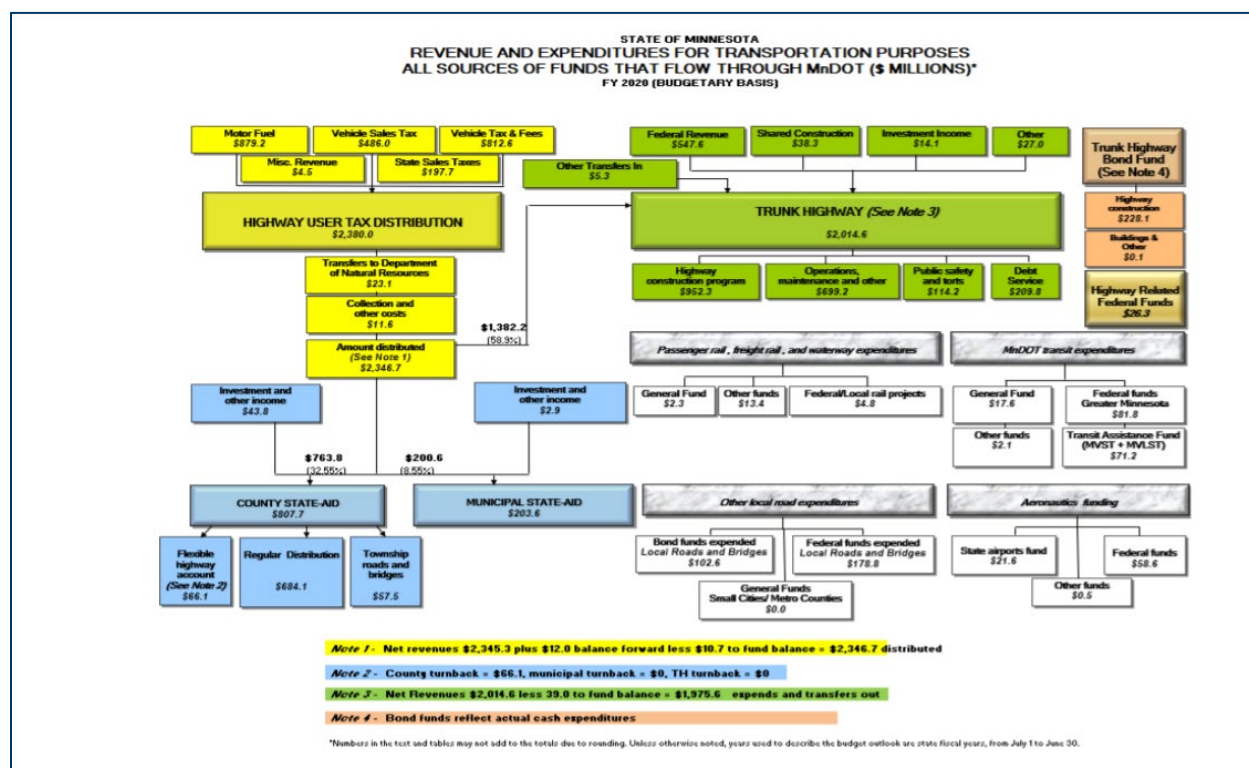 STATE OF MINNESOTA
REVENUE AND EXPENDITURES FOR TRANSPORTATION PURPOSES
ALL SOURCES OF FUNDS THAT FLOW THROUGH MnDOT ($ MILLIONS)*
FY 2020 (BUDGETARY BASIS)
Motor Fuel
$879.2
Vehicle Sales Tax
$486.0
Vehicle Tax & Fees
$812.6
Misc. Revenue
$4.5
State Sales Taxes
$197.7
HIGHWAY USER TAX DISTRIBUTION
$2,380.0
Transfers to Department
of Natural Resources
$23.1
Collection and
other costs
$11.6
Amount distributed
(See Note 1)
$2,346.7
$1,382.2
(58.9%)
Federal Revenue
$547.6
Shared Construction
$38.3
Investment Income
$14.1
Other
$27.0
Other Transfers In
$5.3
TRUNK HIGHWAY (See Note 3)
$2,014.6
Highway
construction program
$952.3
Operations,
maintenance and other
$699.2
Public safety
and torts
$114.2
Debt
Service
$209.8
Trunk Highway
Bond Fund
(See Note 4)
Highway
construction
$228.1
Buildings &
Other
$0.1
Highway Related
Federal Funds
$26.3
Investment and
other income
$43.8
Investment and
other income
$2.9
$763.8
(32.55%)
$200.6
(8.55%)
COUNTY STATE-AID
$807.7
MUNICIPAL STATE-AID
$203.6
Flexible
highway
account
(See Note 2)
$66.1
Regular Distribution
$684.1
Township
roads and
bridges
$57.5
Passenger rail , freight rail , and waterway expenditures
General Fund
$2.3
Other funds
$13.4
Federal/Local rail projects
$4.8
MnDOT transit expenditures
General Fund
$17.6
Federal funds
Greater Minnesota
$81.8
Other funds
$2.1
Transit Assistance Fund
(MVST + MVLST)
$71.2
Other local road expenditures
Bond funds expended
Local Roads and Bridges
$102.6
Federal funds expended
Local Roads and Bridges
$178.8
General Funds
Small Cities/ Metro Counties
$0.0
Aeronautics funding
State airports fund
$21.6
Federal funds
$58.6
Other funds
$0.5
Note 1 - Net revenues $2,345.3 plus $12.0 balance forward less $10.7 to fund balance = $2,346.7 distributed
Note 2 - County turnback = $66.1, municipal turnback = $0, TH turnback = $0
Note 3 - Net Revenues $2,014.6 less 39.0 to fund balance = $1,975.6 expends and transfers out
Note 4 - Bond funds reflect actual cash expenditures
*Numbers in the text and tables may not add to the totals due to rounding. Unless otherwise noted, years used to describe the budget outlook are state fiscal years, from July 1 to June 30.